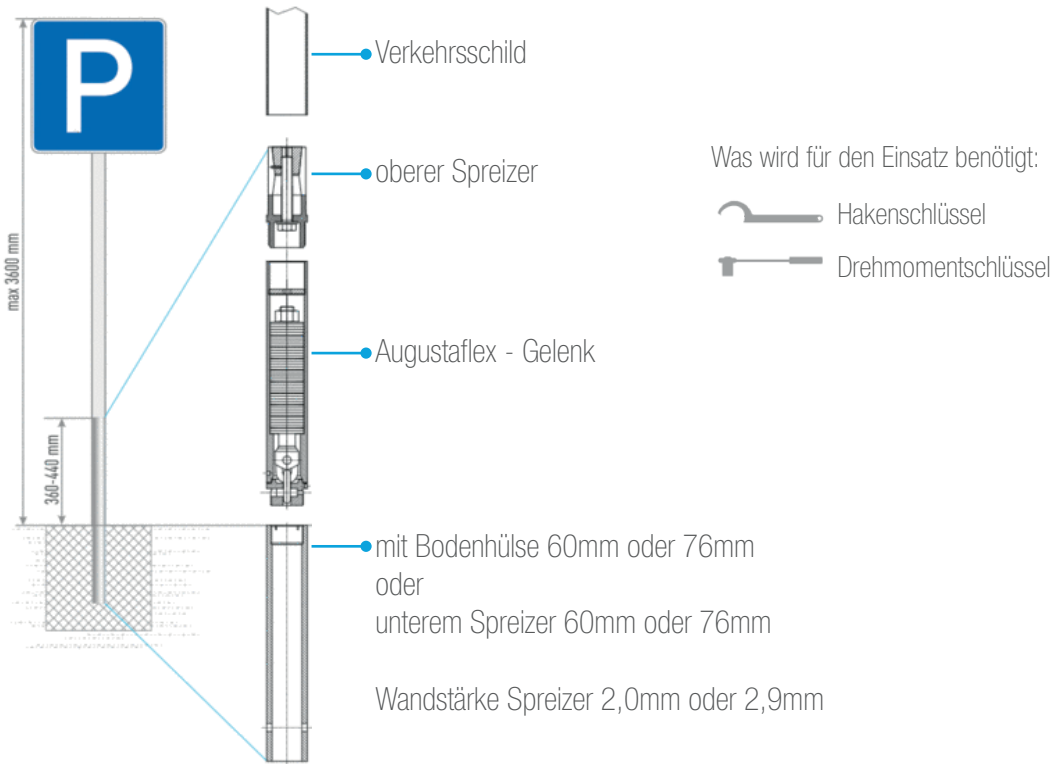 P
max 3600 mm
360-440 mm
Verkehrsschild
oberer Spreizer
Augustaflex - Gelenk
mit Bodenhülse 60mm oder 76mm
oder
unterem Spreizer 60mm oder 76mm
Wandstärke Spreizer 2,0mm oder 2,9mm
Was wird für den Einsatz benötigt:
Hakenschlüssel
Drehmomentschlüssel